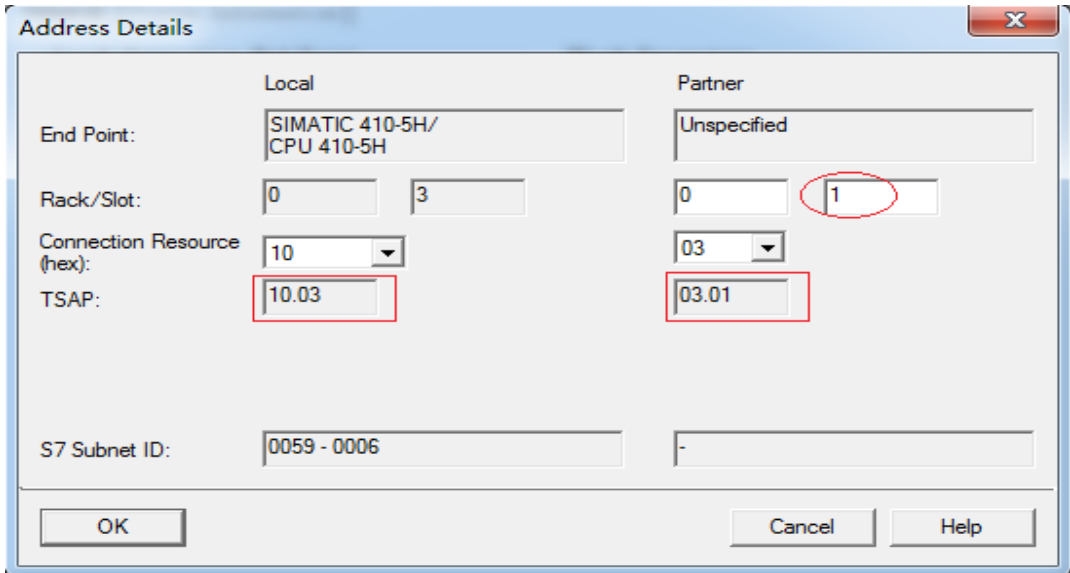 Address Details
Local Partner
End Point: SIMATIC 410-5H/ Unspecified
CPU 410-5H
Rack/Slot: 0 3 0 1
Connection Resource
(hex): 10 03
TSAP: 10.03 03.01
S7 Subnet ID: 0059 - 0006 -
OK Cancel Help